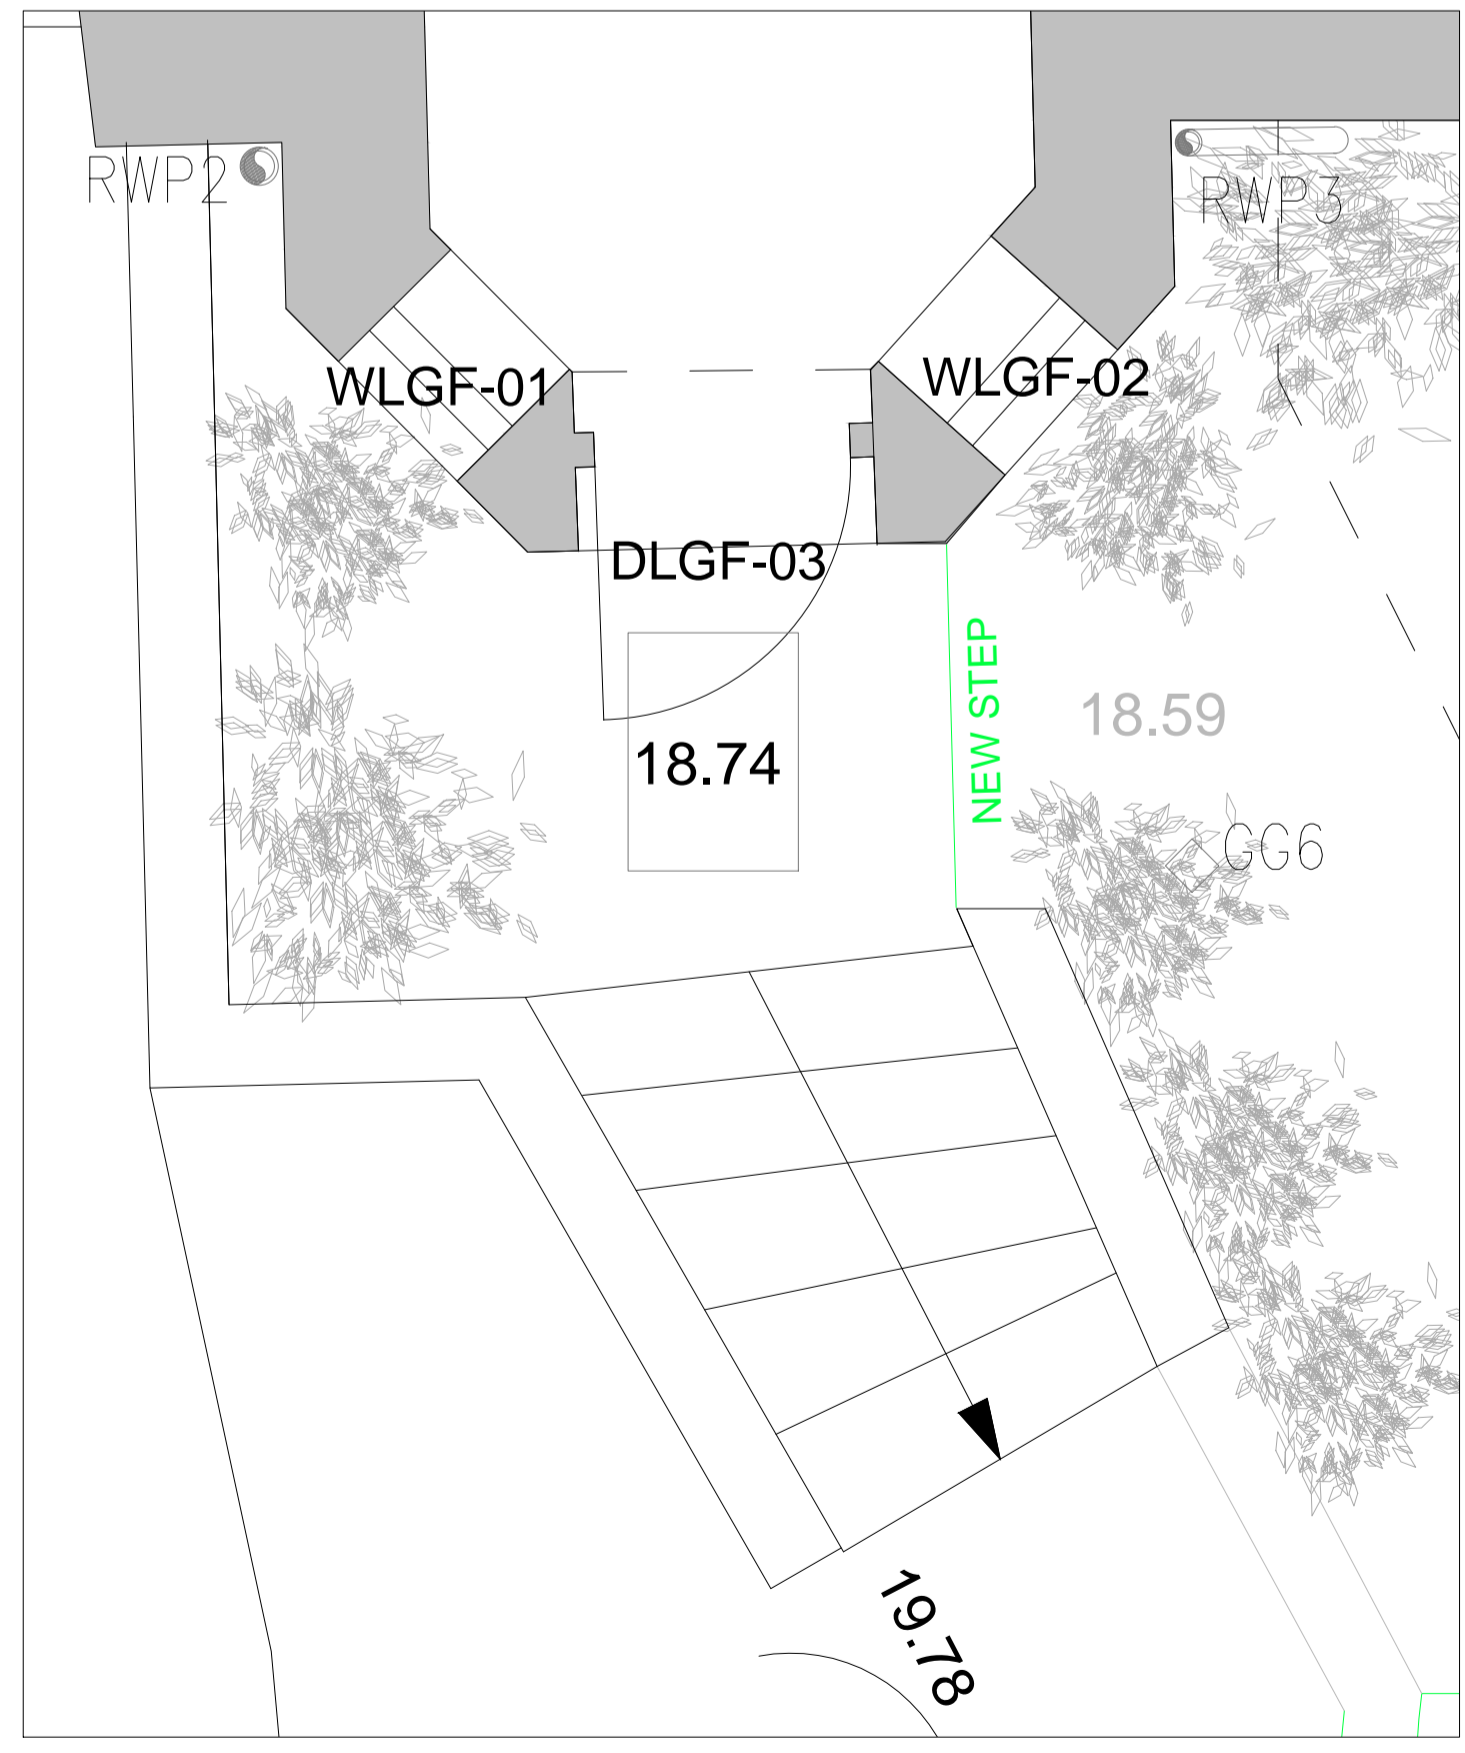 RWP2
RWP3
WLGF-01
WLGF-02
DLGF-03
NEW STEP
18.59
18.74
GG6
19.78